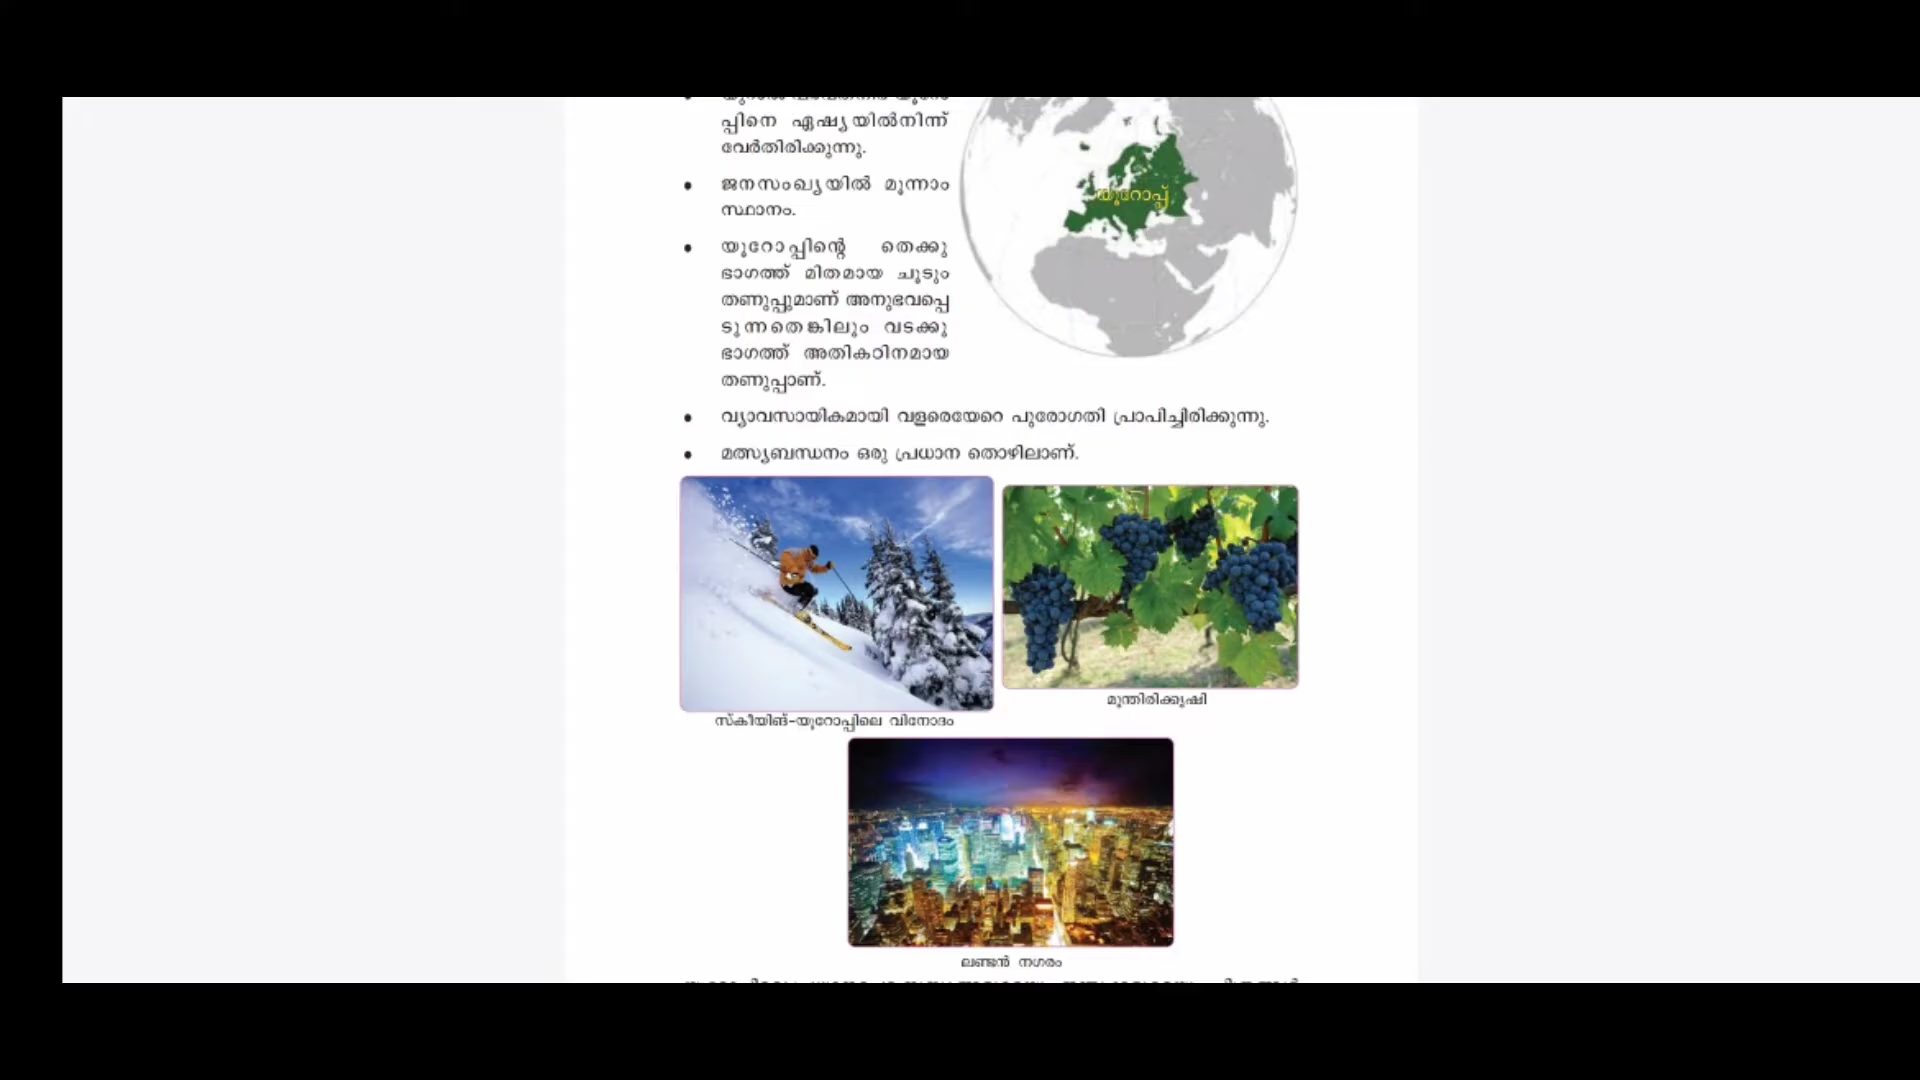 പ്പിനെ ഏഷ്യയിൽനിന്ന്
വേർതിരിക്കുന്നു.
ജനസംഖ്യയിൽ മൂന്നാം
സ്ഥാനം.
യൂറോപ്പിന്റെ തെക്കു
ഭാഗത്ത് മിതമായ ചൂടും
തണുപ്പുമാണ് അനുഭവപ്പെ
ടുന്നതെങ്കിലും വടക്കു
ഭാഗത്ത് അതികഠിനമായ
തണുപ്പാണ്.
യൂറോപ്പ്
വ്യാവസായികമായി വളരെയേറെ പുരോഗതി പ്രാപിച്ചിരിക്കുന്നു.
മത്സ്യബന്ധനം ഒരു പ്രധാന തൊഴിലാണ്.
സ്കീയിങ്-യൂറോപ്പിലെ വിനോദം
മുന്തിരിക്കൃഷി
ലണ്ടൻ നഗരം